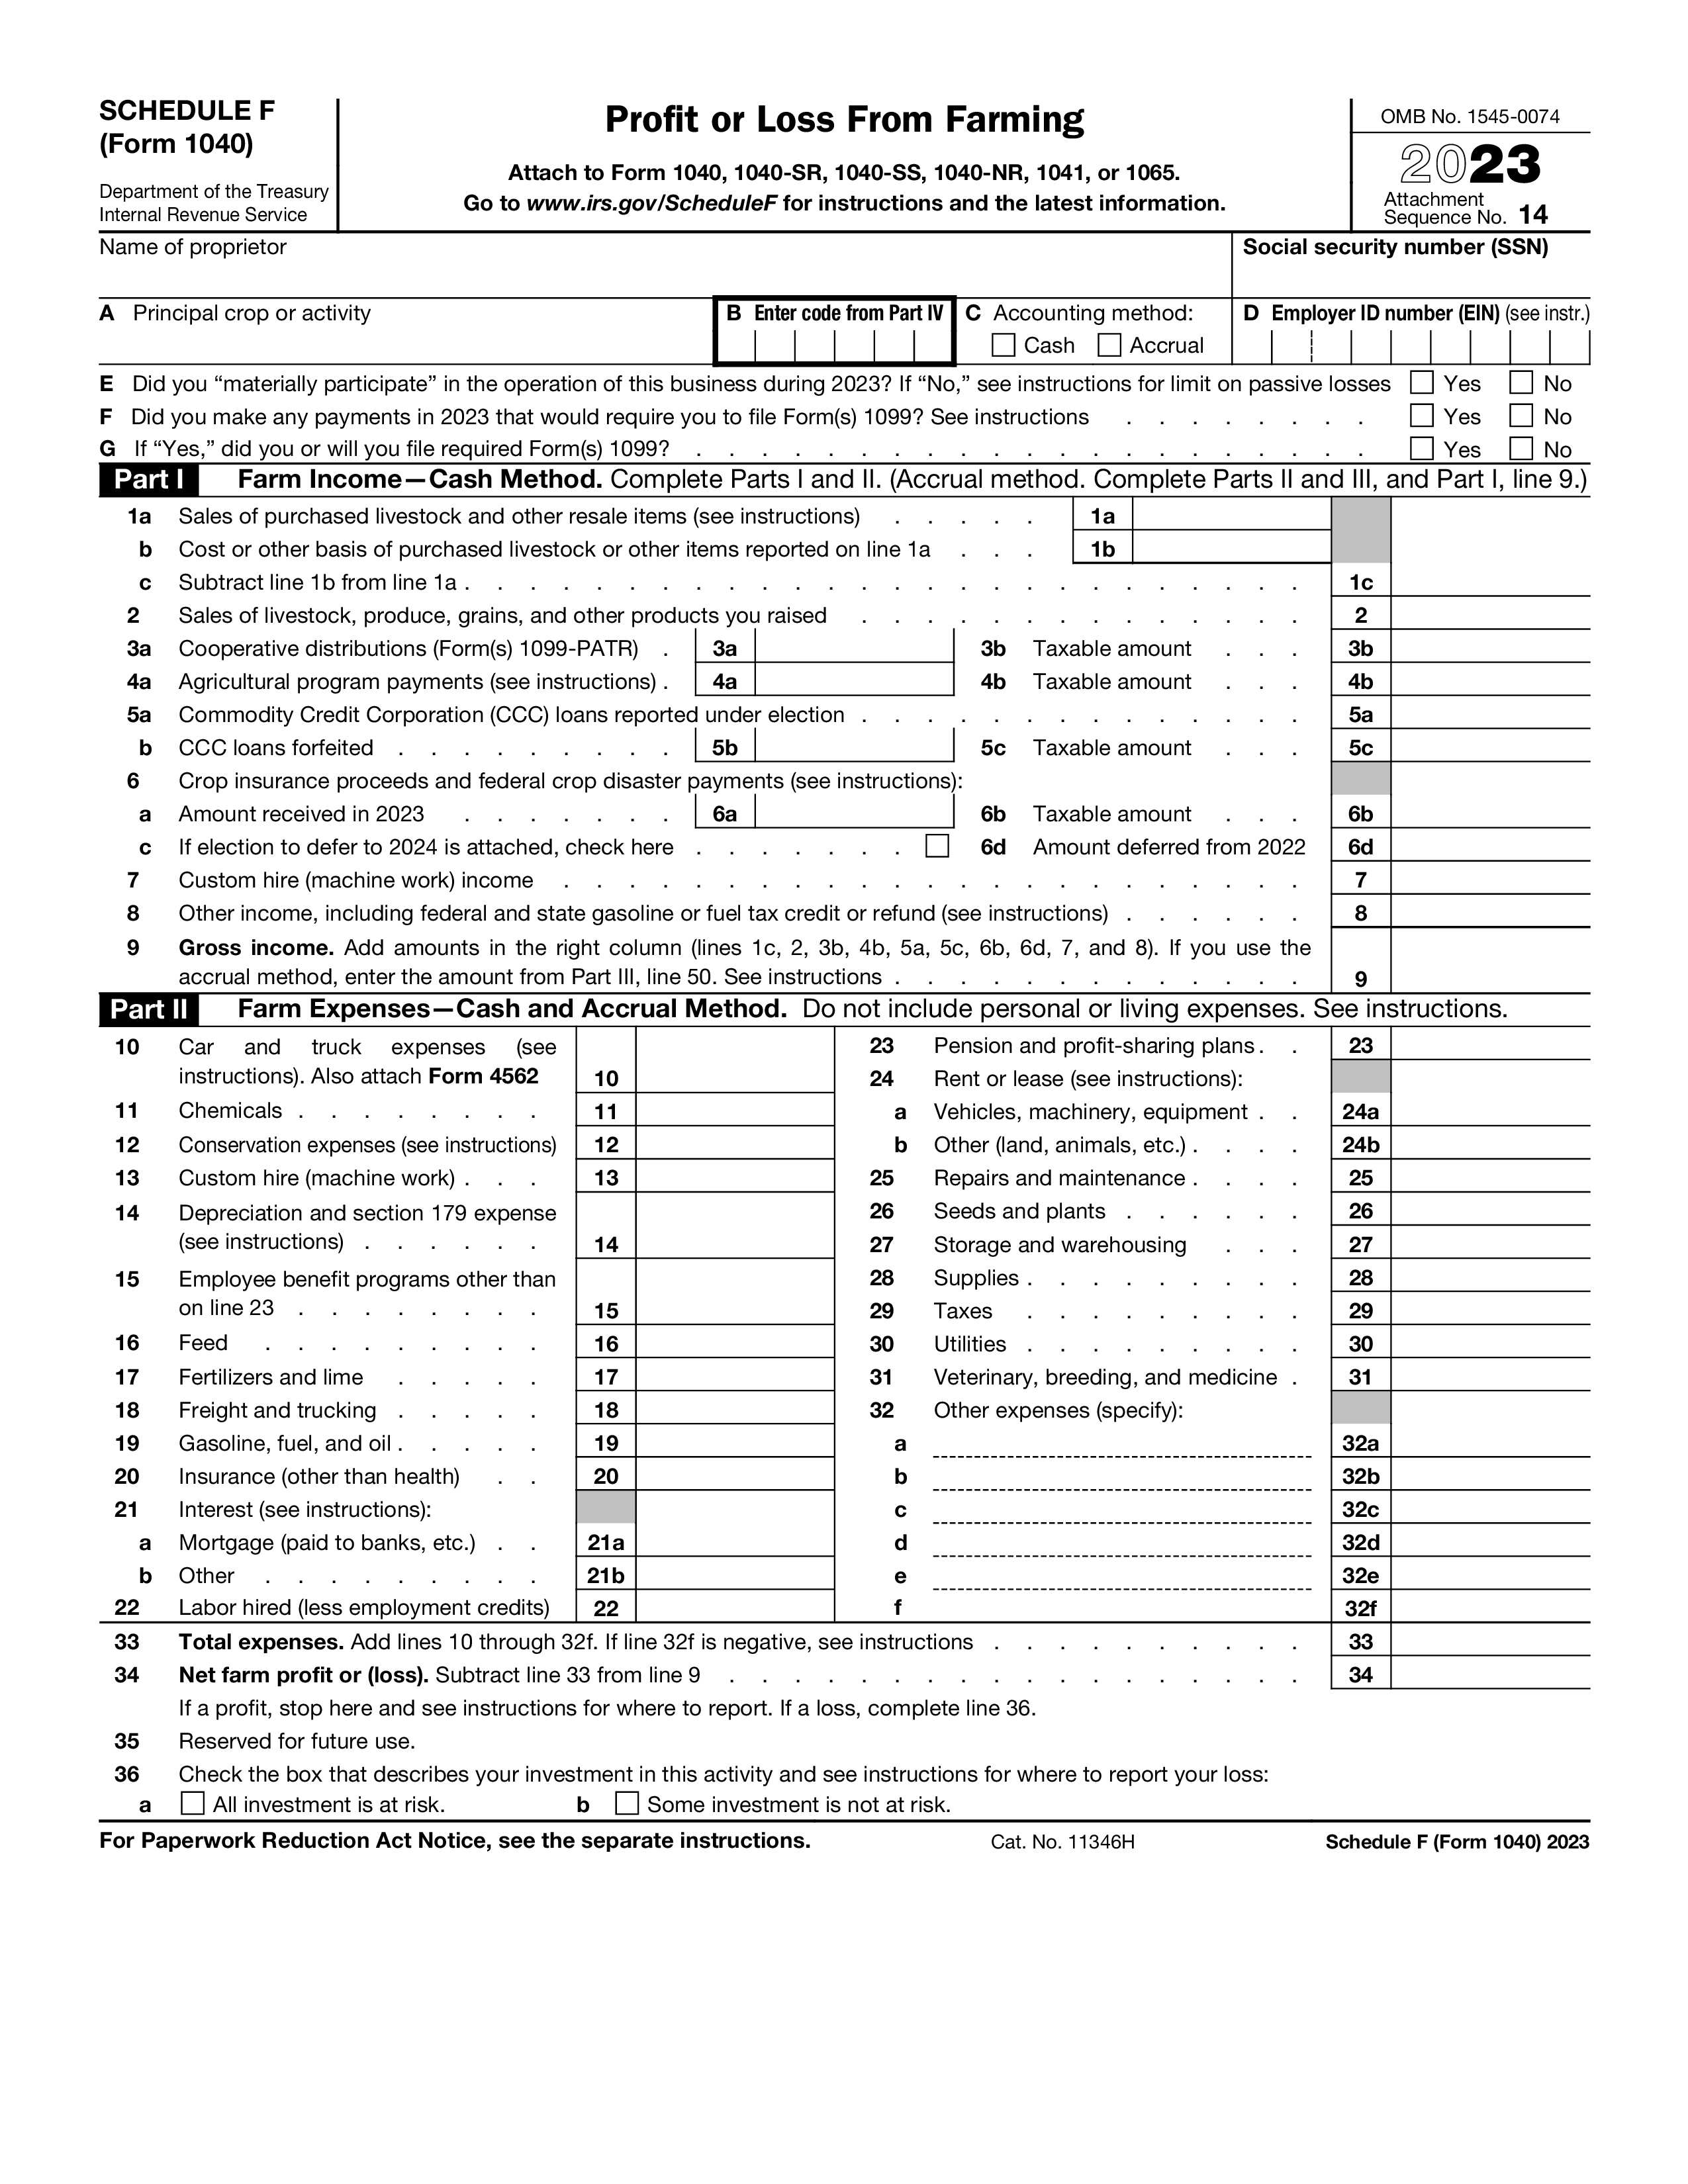 SCHEDULE F
(Form 1040)
Department of the Treasury
Internal Revenue Service
Profit or Loss From Farming
Attach to Form 1040, 1040-SR, 1040-SS, 1040-NR, 1041, or 1065.
Go to www.irs.gov/ScheduleF for instructions and the latest information.
OMB No. 1545-0074
2023
Attachment
Sequence No. 14
Name of proprietor
Social security number (SSN)
A Principal crop or activity
B Enter code from Part IV
C Accounting method:
Cash Accrual
D Employer ID number (EIN) (see instr.)
E Did you “materially participate” in the operation of this business during 2023? If “No,” see instructions for limit on passive losses Yes No
F Did you make any payments in 2023 that would require you to file Form(s) 1099? See instructions . . . . . . . . Yes No
G If “Yes,” did you or will you file required Form(s) 1099? . . . . . . . . . . . . . . . . . . . . . Yes No
Part I Farm Income—Cash Method. Complete Parts I and II. (Accrual method. Complete Parts II and III, and Part I, line 9.)
1a Sales of purchased livestock and other resale items (see instructions) . . . . . 1a
b Cost or other basis of purchased livestock or other items reported on line 1a . . . 1b
c Subtract line 1b from line 1a . . . . . . . . . . . . . . . . . . . . . . . . . . 1c
2 Sales of livestock, produce, grains, and other products you raised . . . . . . . . . . . . . . 2
3a Cooperative distributions (Form(s) 1099-PATR) . 3a 3b Taxable amount . . . 3b
4a Agricultural program payments (see instructions) . 4a 4b Taxable amount . . . 4b
5a Commodity Credit Corporation (CCC) loans reported under election . . . . . . . . . . . . . . 5a
b CCC loans forfeited . . . . . . . . . 5b 5c Taxable amount . . . 5c
6 Crop insurance proceeds and federal crop disaster payments (see instructions):
a Amount received in 2023 . . . . . . . 6a 6b Taxable amount . . . 6b
c If election to defer to 2024 is attached, check here . . . . . . . 6d Amount deferred from 2022 6d
7 Custom hire (machine work) income . . . . . . . . . . . . . . . . . . . . . . . 7
8 Other income, including federal and state gasoline or fuel tax credit or refund (see instructions) . . . . . . 8
9 Gross income. Add amounts in the right column (lines 1c, 2, 3b, 4b, 5a, 5c, 6b, 6d, 7, and 8). If you use the
accrual method, enter the amount from Part III, line 50. See instructions . . . . . . . . . . . . . 9
Part II Farm Expenses—Cash and Accrual Method. Do not include personal or living expenses. See instructions.
10 Car and truck expenses (see
instructions). Also attach Form 4562 10
11 Chemicals . . . . . . . . 11
12 Conservation expenses (see instructions) 12
13 Custom hire (machine work) . . . 13
14 Depreciation and section 179 expense
(see instructions) . . . . . . 14
15 Employee benefit programs other than
on line 23 . . . . . . . . 15
16 Feed . . . . . . . . . 16
17 Fertilizers and lime . . . . . 17
18 Freight and trucking . . . . . 18
19 Gasoline, fuel, and oil . . . . . 19
20 Insurance (other than health) . . 20
21 Interest (see instructions):
a Mortgage (paid to banks, etc.) . . 21a
b Other . . . . . . . . . 21b
22 Labor hired (less employment credits) 22
23 Pension and profit-sharing plans . . 23
24 Rent or lease (see instructions):
a Vehicles, machinery, equipment . . 24a
b Other (land, animals, etc.) . . . . 24b
25 Repairs and maintenance . . . . 25
26 Seeds and plants . . . . . . 26
27 Storage and warehousing . . . 27
28 Supplies . . . . . . . . . 28
29 Taxes . . . . . . . . . 29
30 Utilities . . . . . . . . . 30
31 Veterinary, breeding, and medicine . 31
32 Other expenses (specify):
a 32a
b 32b
c 32c
d 32d
e 32e
f 32f
33 Total expenses. Add lines 10 through 32f. If line 32f is negative, see instructions . . . . . . . . . . 33
34 Net farm profit or (loss). Subtract line 33 from line 9 . . . . . . . . . . . . . . . . . . 34
If a profit, stop here and see instructions for where to report. If a loss, complete line 36.
35 Reserved for future use.
36 Check the box that describes your investment in this activity and see instructions for where to report your loss:
a All investment is at risk. b Some investment is not at risk.
For Paperwork Reduction Act Notice, see the separate instructions. Cat. No. 11346H Schedule F (Form 1040) 2023